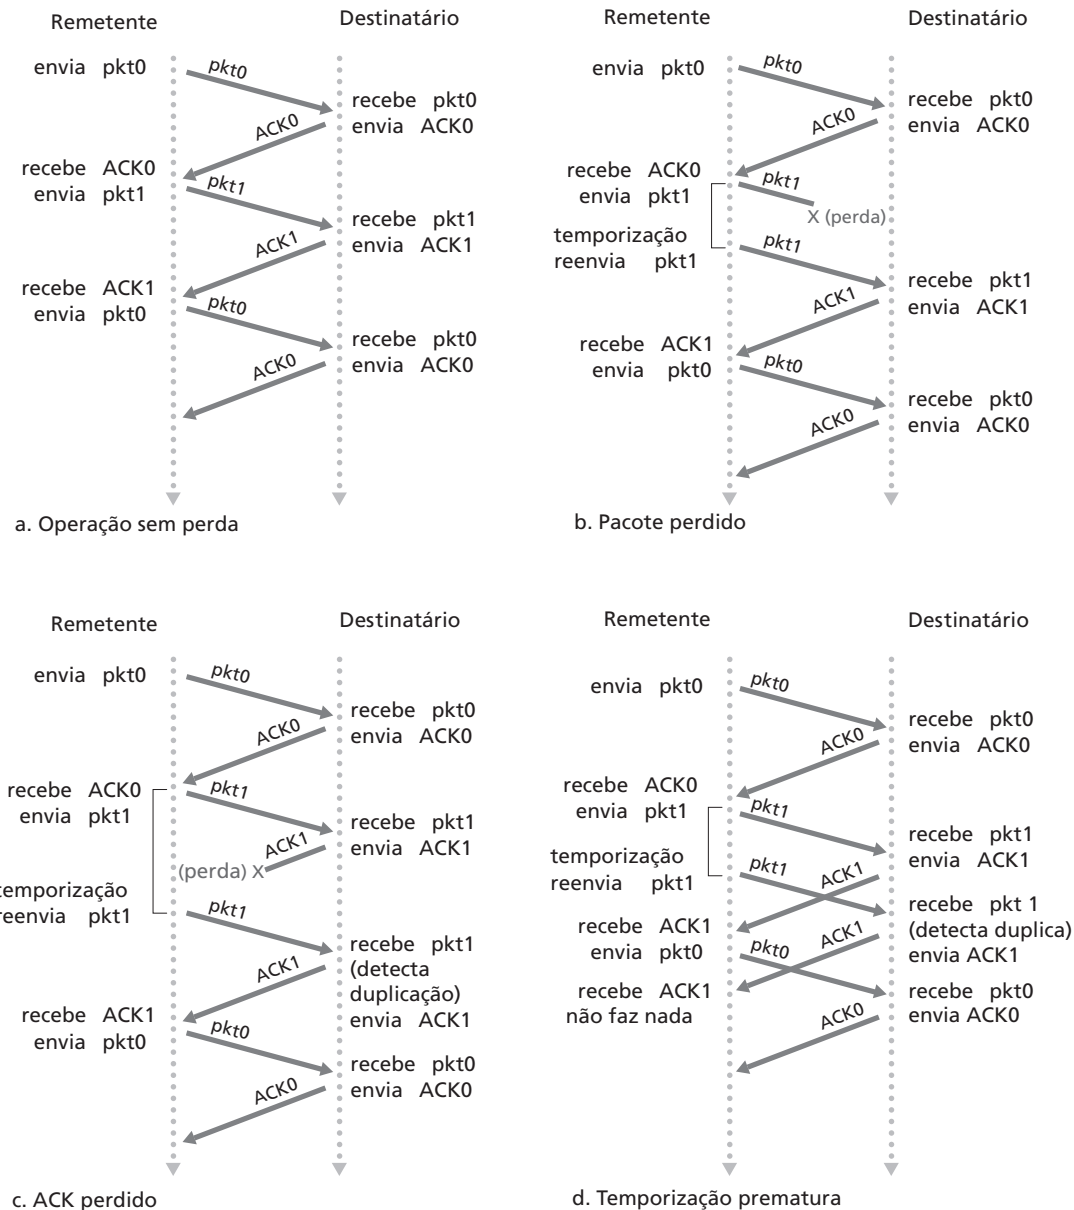 Remetente
Destinatário
envia pkt0
pkt0
recebe pkt0
envia ACK0
ACK0
recebe ACK0
envia pkt1
pkt1
recebe pkt1
envia ACK1
ACK1
recebe ACK1
envia pkt0
pkt0
recebe pkt0
envia ACK0
ACK0
a. Operação sem perda
Remetente
Destinatário
envia pkt0
pkt0
recebe pkt0
envia ACK0
ACK0
recebe ACK0
envia pkt1
pkt1
X (perda)
temporização
reenvia pkt1
pkt1
recebe pkt1
envia ACK1
ACK1
recebe ACK1
envia pkt0
pkt0
recebe pkt0
envia ACK0
ACK0
b. Pacote perdido
Remetente
Destinatário
envia pkt0
pkt0
recebe pkt0
envia ACK0
ACK0
recebe ACK0
envia pkt1
pkt1
recebe pkt1
envia ACK1
ACK1
(perda) X
temporização
reenvia pkt1
pkt1
recebe pkt1
(detecta
duplicação)
envia ACK1
ACK1
recebe ACK1
envia pkt0
pkt0
recebe pkt0
envia ACK0
ACK0
c. ACK perdido
Remetente
Destinatário
envia pkt0
pkt0
recebe pkt0
envia ACK0
ACK0
recebe ACK0
envia pkt1
pkt1
recebe pkt1
envia ACK1
ACK1
temporização
reenvia pkt1
pkt1
recebe pkt 1
(detecta duplica)
envia ACK1
ACK1
recebe ACK1
envia pkt0
pkt0
recebe pkt0
envia ACK0
ACK0
recebe ACK1
não faz nada
d. Temporização prematura